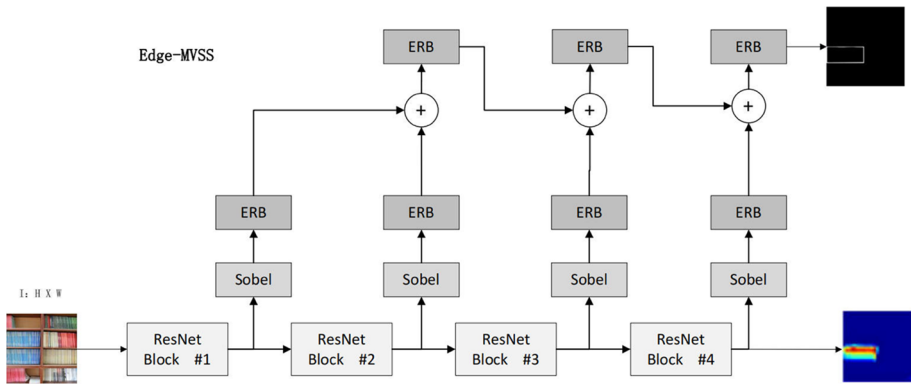 ERB
ERB
ERB
Edge-MVSS
+
+
+
ERB
ERB
ERB
ERB
Sobel
Sobel
Sobel
Sobel
I: H X W
ResNet
Block #1
ResNet
Block #2
ResNet
Block #3
ResNet
Block #4